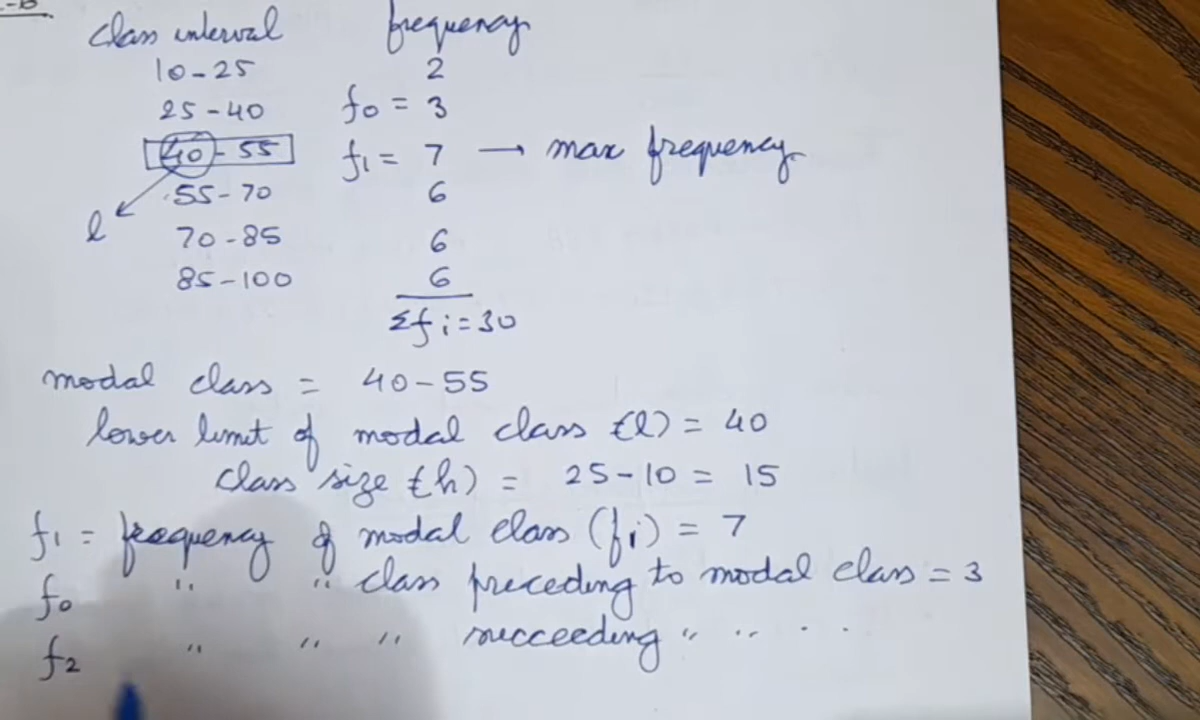 class interval frequency
10-25 2
25-40 f0 = 3
40-55 f1 = 7 → max frequency
l 55-70 6
70-85 6
85-100 6
Σfi=30
modal class = 40-55
lower limit of modal class (l) = 40
class size (h) = 25-10 = 15
f1 = frequency of modal class (fi) = 7
f0 " " class preceding to modal class = 3
f2 " " " succeeding " " . .